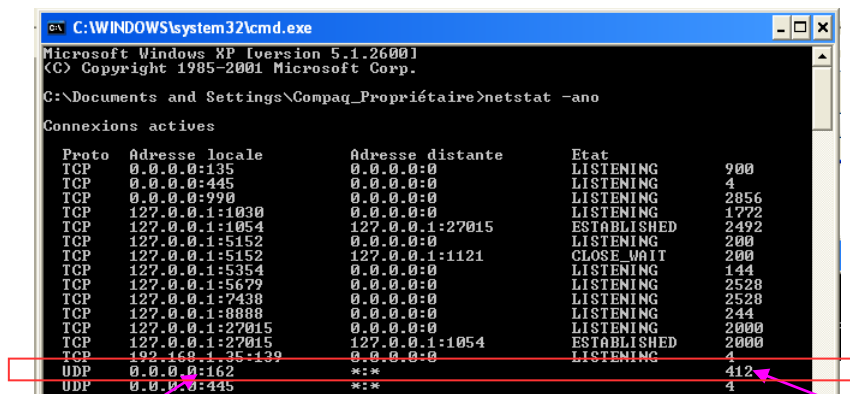 C:\WINDOWS\system32\cmd.exe
Microsoft Windows XP [version 5.1.2600]
(C) Copyright 1985-2001 Microsoft Corp.
C:\Documents and Settings\Compaq_Propriétaire>netstat -ano
Connexions actives
Proto Adresse locale Adresse distante Etat
TCP 0.0.0.0:135 0.0.0.0:0 LISTENING 900
TCP 0.0.0.0:445 0.0.0.0:0 LISTENING 4
TCP 0.0.0.0:990 0.0.0.0:0 LISTENING 2856
TCP 127.0.0.1:1030 0.0.0.0:0 LISTENING 1772
TCP 127.0.0.1:1054 127.0.0.1:27015 ESTABLISHED 2492
TCP 127.0.0.1:5152 0.0.0.0:0 LISTENING 200
TCP 127.0.0.1:5152 127.0.0.1:1121 CLOSE_WAIT 200
TCP 127.0.0.1:5354 0.0.0.0:0 LISTENING 144
TCP 127.0.0.1:5679 0.0.0.0:0 LISTENING 2528
TCP 127.0.0.1:7438 0.0.0.0:0 LISTENING 2528
TCP 127.0.0.1:8888 0.0.0.0:0 LISTENING 244
TCP 127.0.0.1:27015 0.0.0.0:0 LISTENING 2000
TCP 127.0.0.1:27015 127.0.0.1:1054 ESTABLISHED 2000
TCP 192.168.1.35:139 0.0.0.0:0 LISTENING 4
UDP 0.0.0.0:162 *:* 412
UDP 0.0.0.0:445 *:* 4